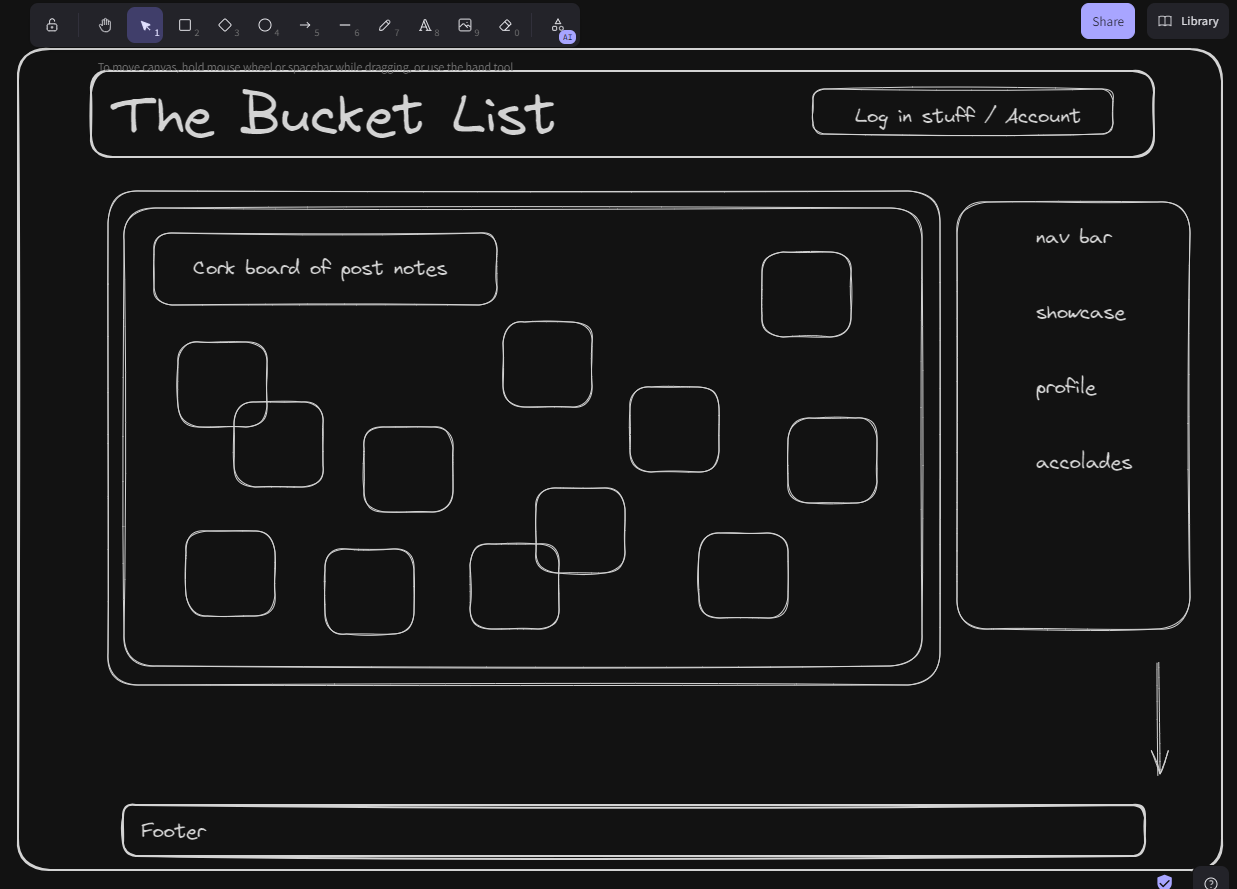 1
2
3
4
5
6
7
A 8
9
0
AI
Share
Library
To move canvas, hold mouse wheel or spacebar while dragging, or use the hand tool
The Bucket List
Log in stuff / Account
Cork board of post notes
nav bar
showcase
profile
accolades
Footer